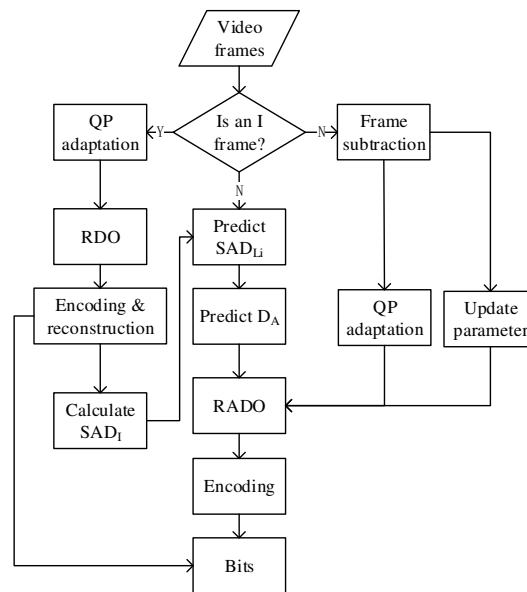 Video
frames
QP
adaptation
Y
Is an I
frame?
N
Frame
subtraction
N
RDO
Predict
SAD_Li
Encoding &
reconstruction
Predict D_A
QP
adaptation
Update
parameter
Calculate
SAD_I
RADO
Encoding
Bits